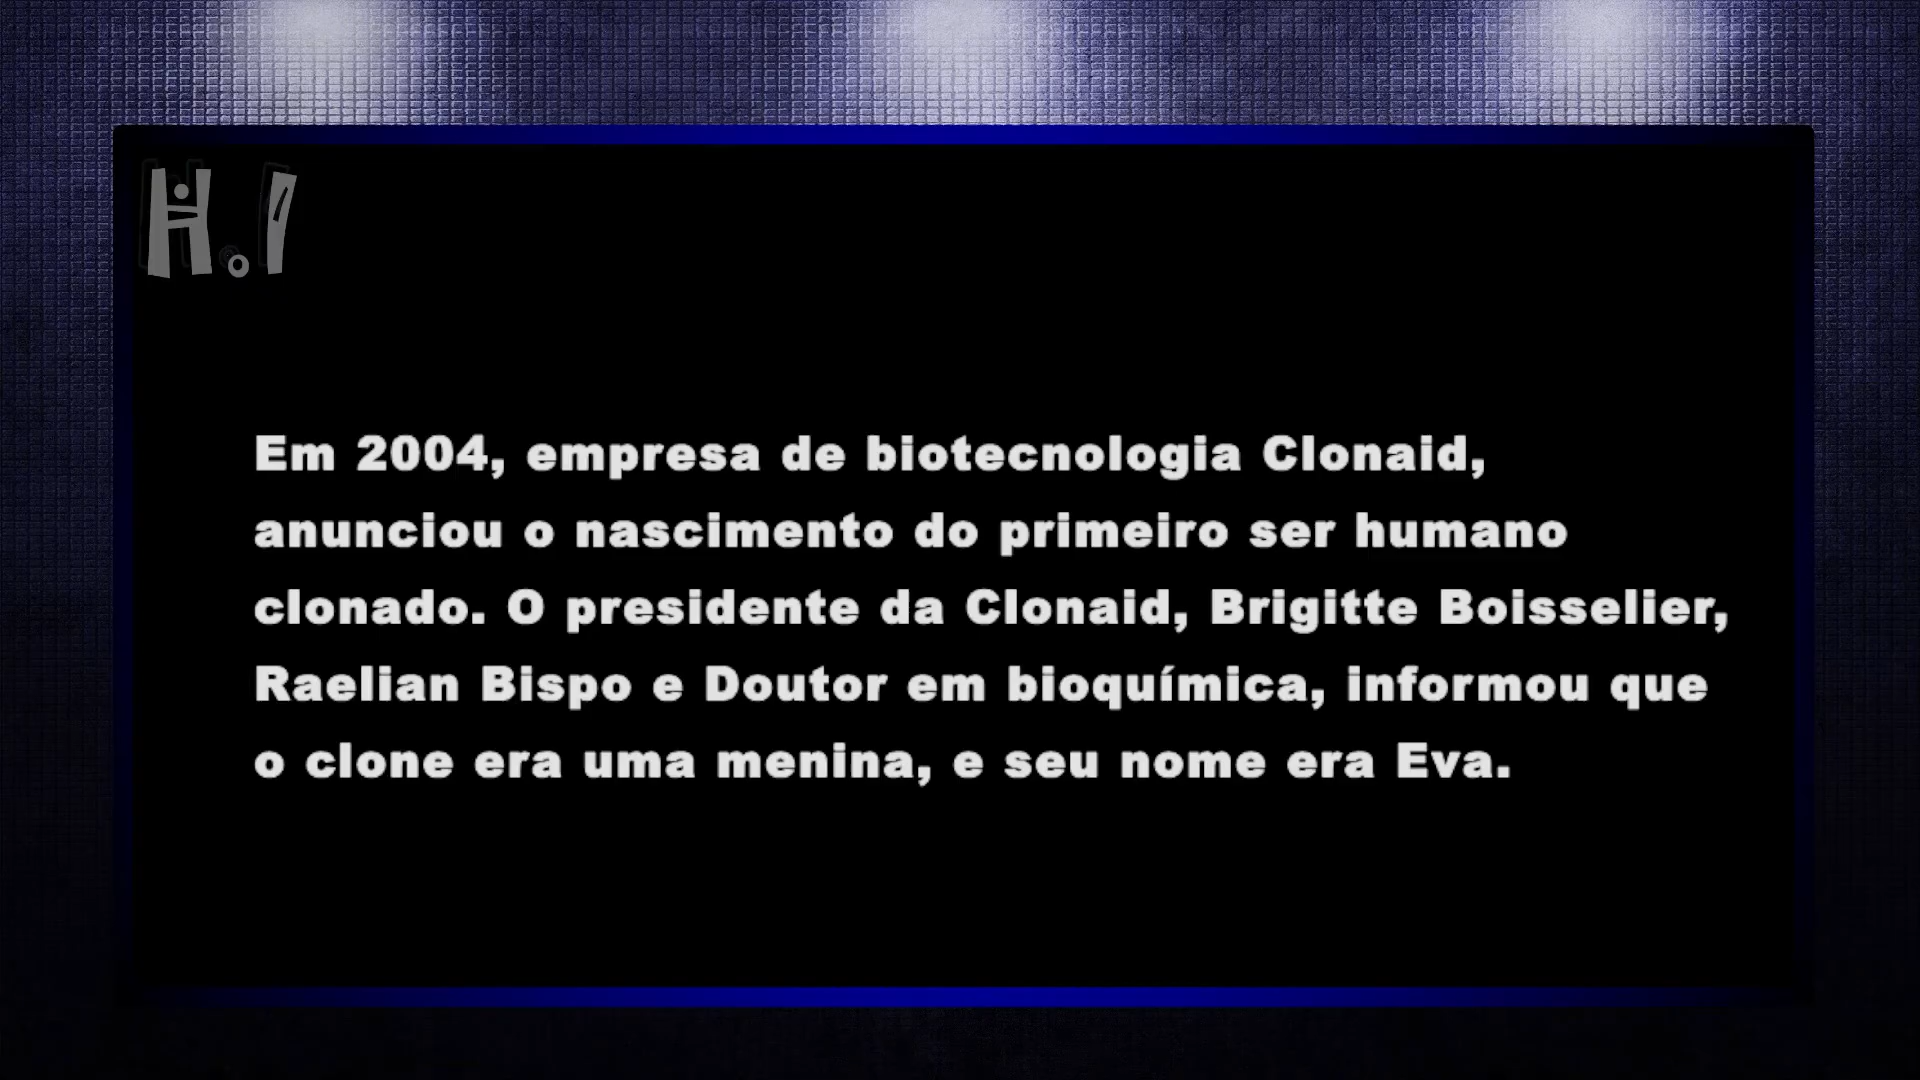 H.I
Em 2004, empresa de biotecnologia Clonaid,
anunciou o nascimento do primeiro ser humano
clonado. O presidente da Clonaid, Brigitte Boisselier,
Raelian Bispo e Doutor em bioquímica, informou que
o clone era uma menina, e seu nome era Eva.